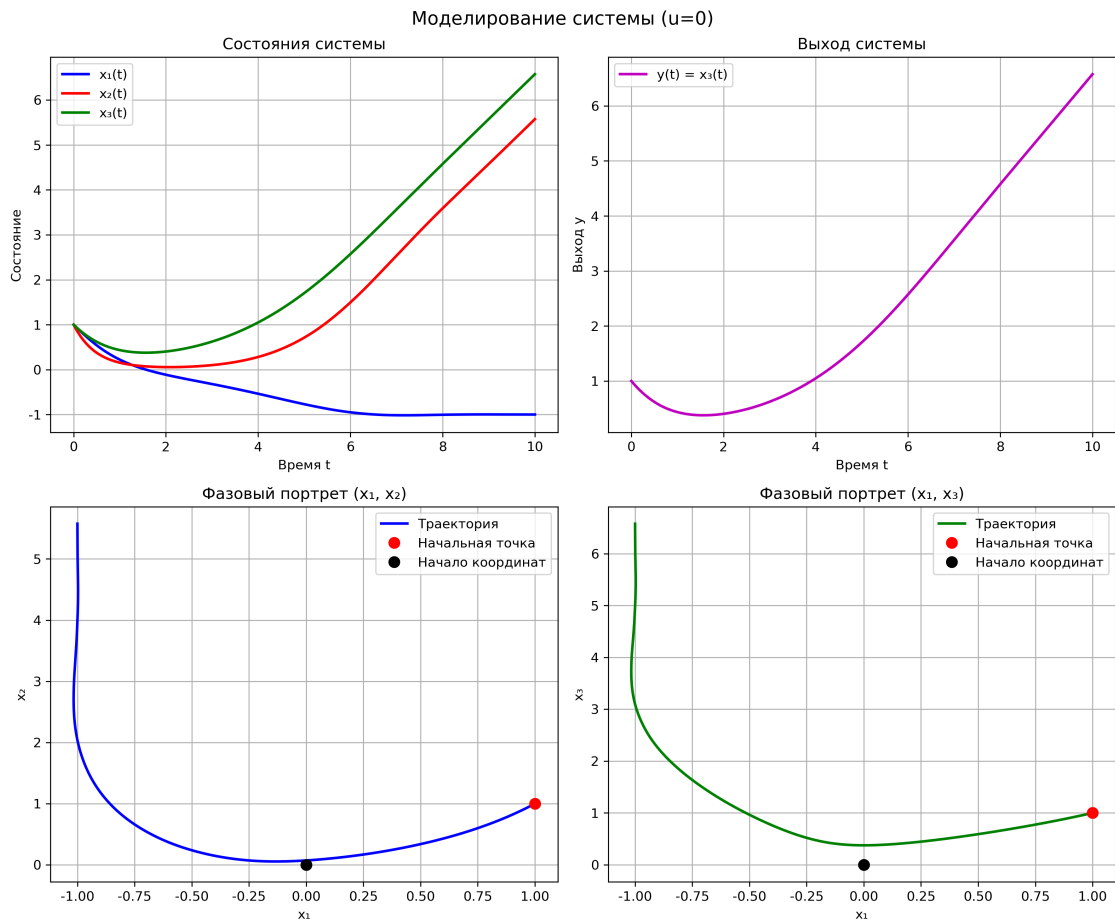 Моделирование системы (u=0)
Состояния системы
x₁(t)
x₂(t)
x₃(t)
Состояние
6
5
4
3
2
1
0
-1
0 2 4 6 8 10
Время t
Выход системы
y(t) = x₃(t)
Выход y
6
5
4
3
2
1
0 2 4 6 8 10
Время t
Фазовый портрет (x₁, x₂)
Траектория
Начальная точка
Начало координат
x₂
5
4
3
2
1
0
-1.00 -0.75 -0.50 -0.25 0.00 0.25 0.50 0.75 1.00
x₁
Фазовый портрет (x₁, x₃)
Траектория
Начальная точка
Начало координат
x₃
6
5
4
3
2
1
0
-1.00 -0.75 -0.50 -0.25 0.00 0.25 0.50 0.75 1.00
x₁